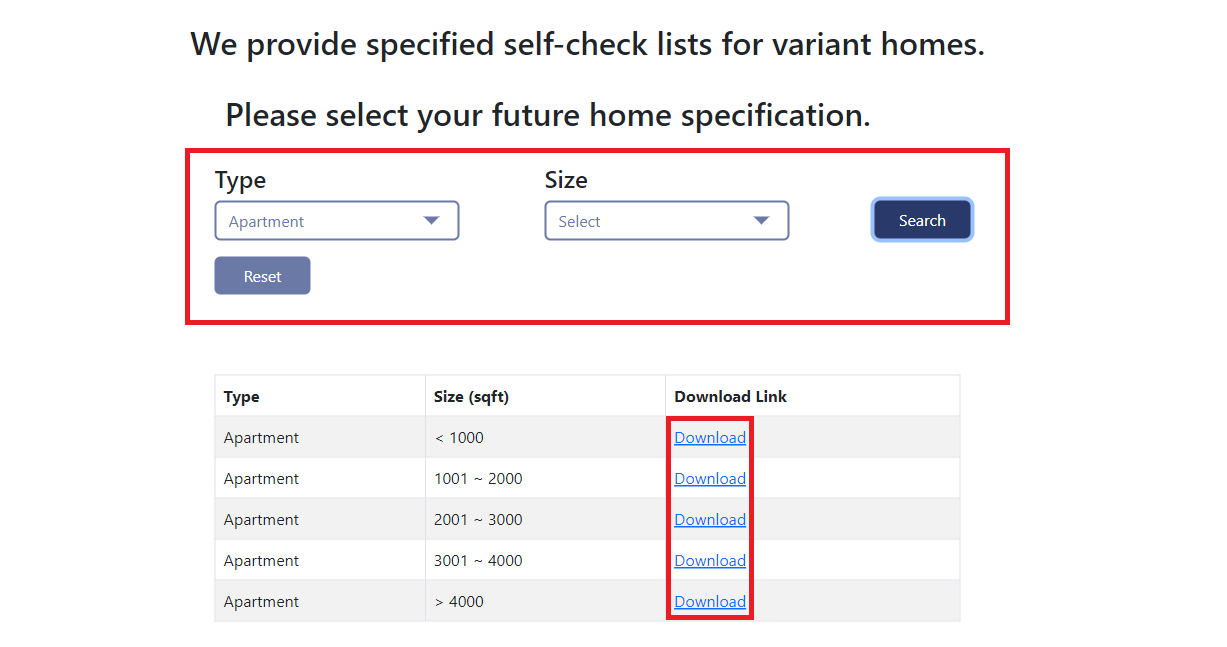 We provide specified self-check lists for variant homes.
Please select your future home specification.
Type Size
Apartment Select Search
Reset
Type Size (sqft) Download Link
Apartment < 1000 Download
Apartment 1001 ~ 2000 Download
Apartment 2001 ~ 3000 Download
Apartment 3001 ~ 4000 Download
Apartment > 4000 Download